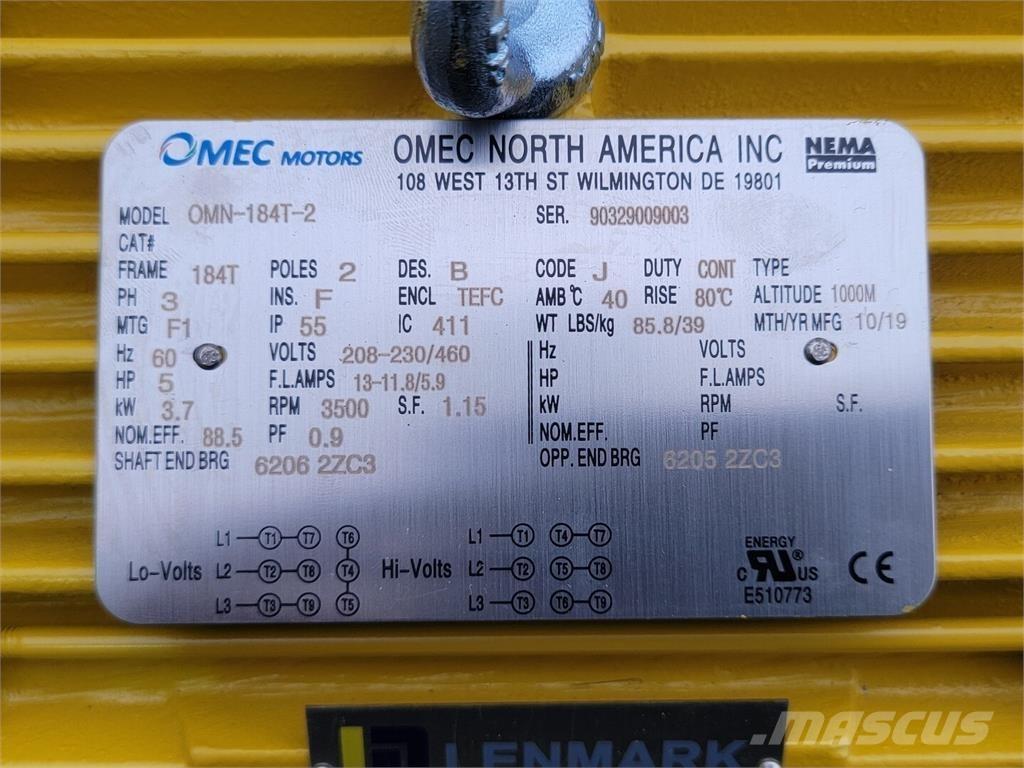 OMEC MOTORS OMEC NORTH AMERICA INC NEMA Premium
108 WEST 13TH ST WILMINGTON DE 19801
MODEL OMN-184T-2 SER. 90329009003
CAT#
FRAME 184T POLES 2 DES. B CODE J DUTY CONT TYPE
PH 3 INS. F ENCL TEFC AMB°C 40 RISE 80°C ALTITUDE 1000M
MTG F1 IP 55 IC 411 WT LBS/kg 85.8/39 MTH/YR MFG 10/19
Hz 60 VOLTS 208-230/460 Hz VOLTS
HP 5 F.L.AMPS 13-11.8/5.9 HP F.L.AMPS
kW 3.7 RPM 3500 S.F. 1.15 kW RPM S.F.
NOM.EFF. 88.5 PF 0.9 NOM.EFF. PF
SHAFT END BRG 6206 2ZC3 OPP. END BRG 6205 2ZC3
L1 T1 T7 T6 L1 T1 T4 T7
Lo-Volts L2 T2 T8 T4 Hi-Volts L2 T2 T5 T8
L3 T3 T9 T5 L3 T3 T6 T9
ENERGY
C RU ® US CE
E510773
LENMARK
MASCUS